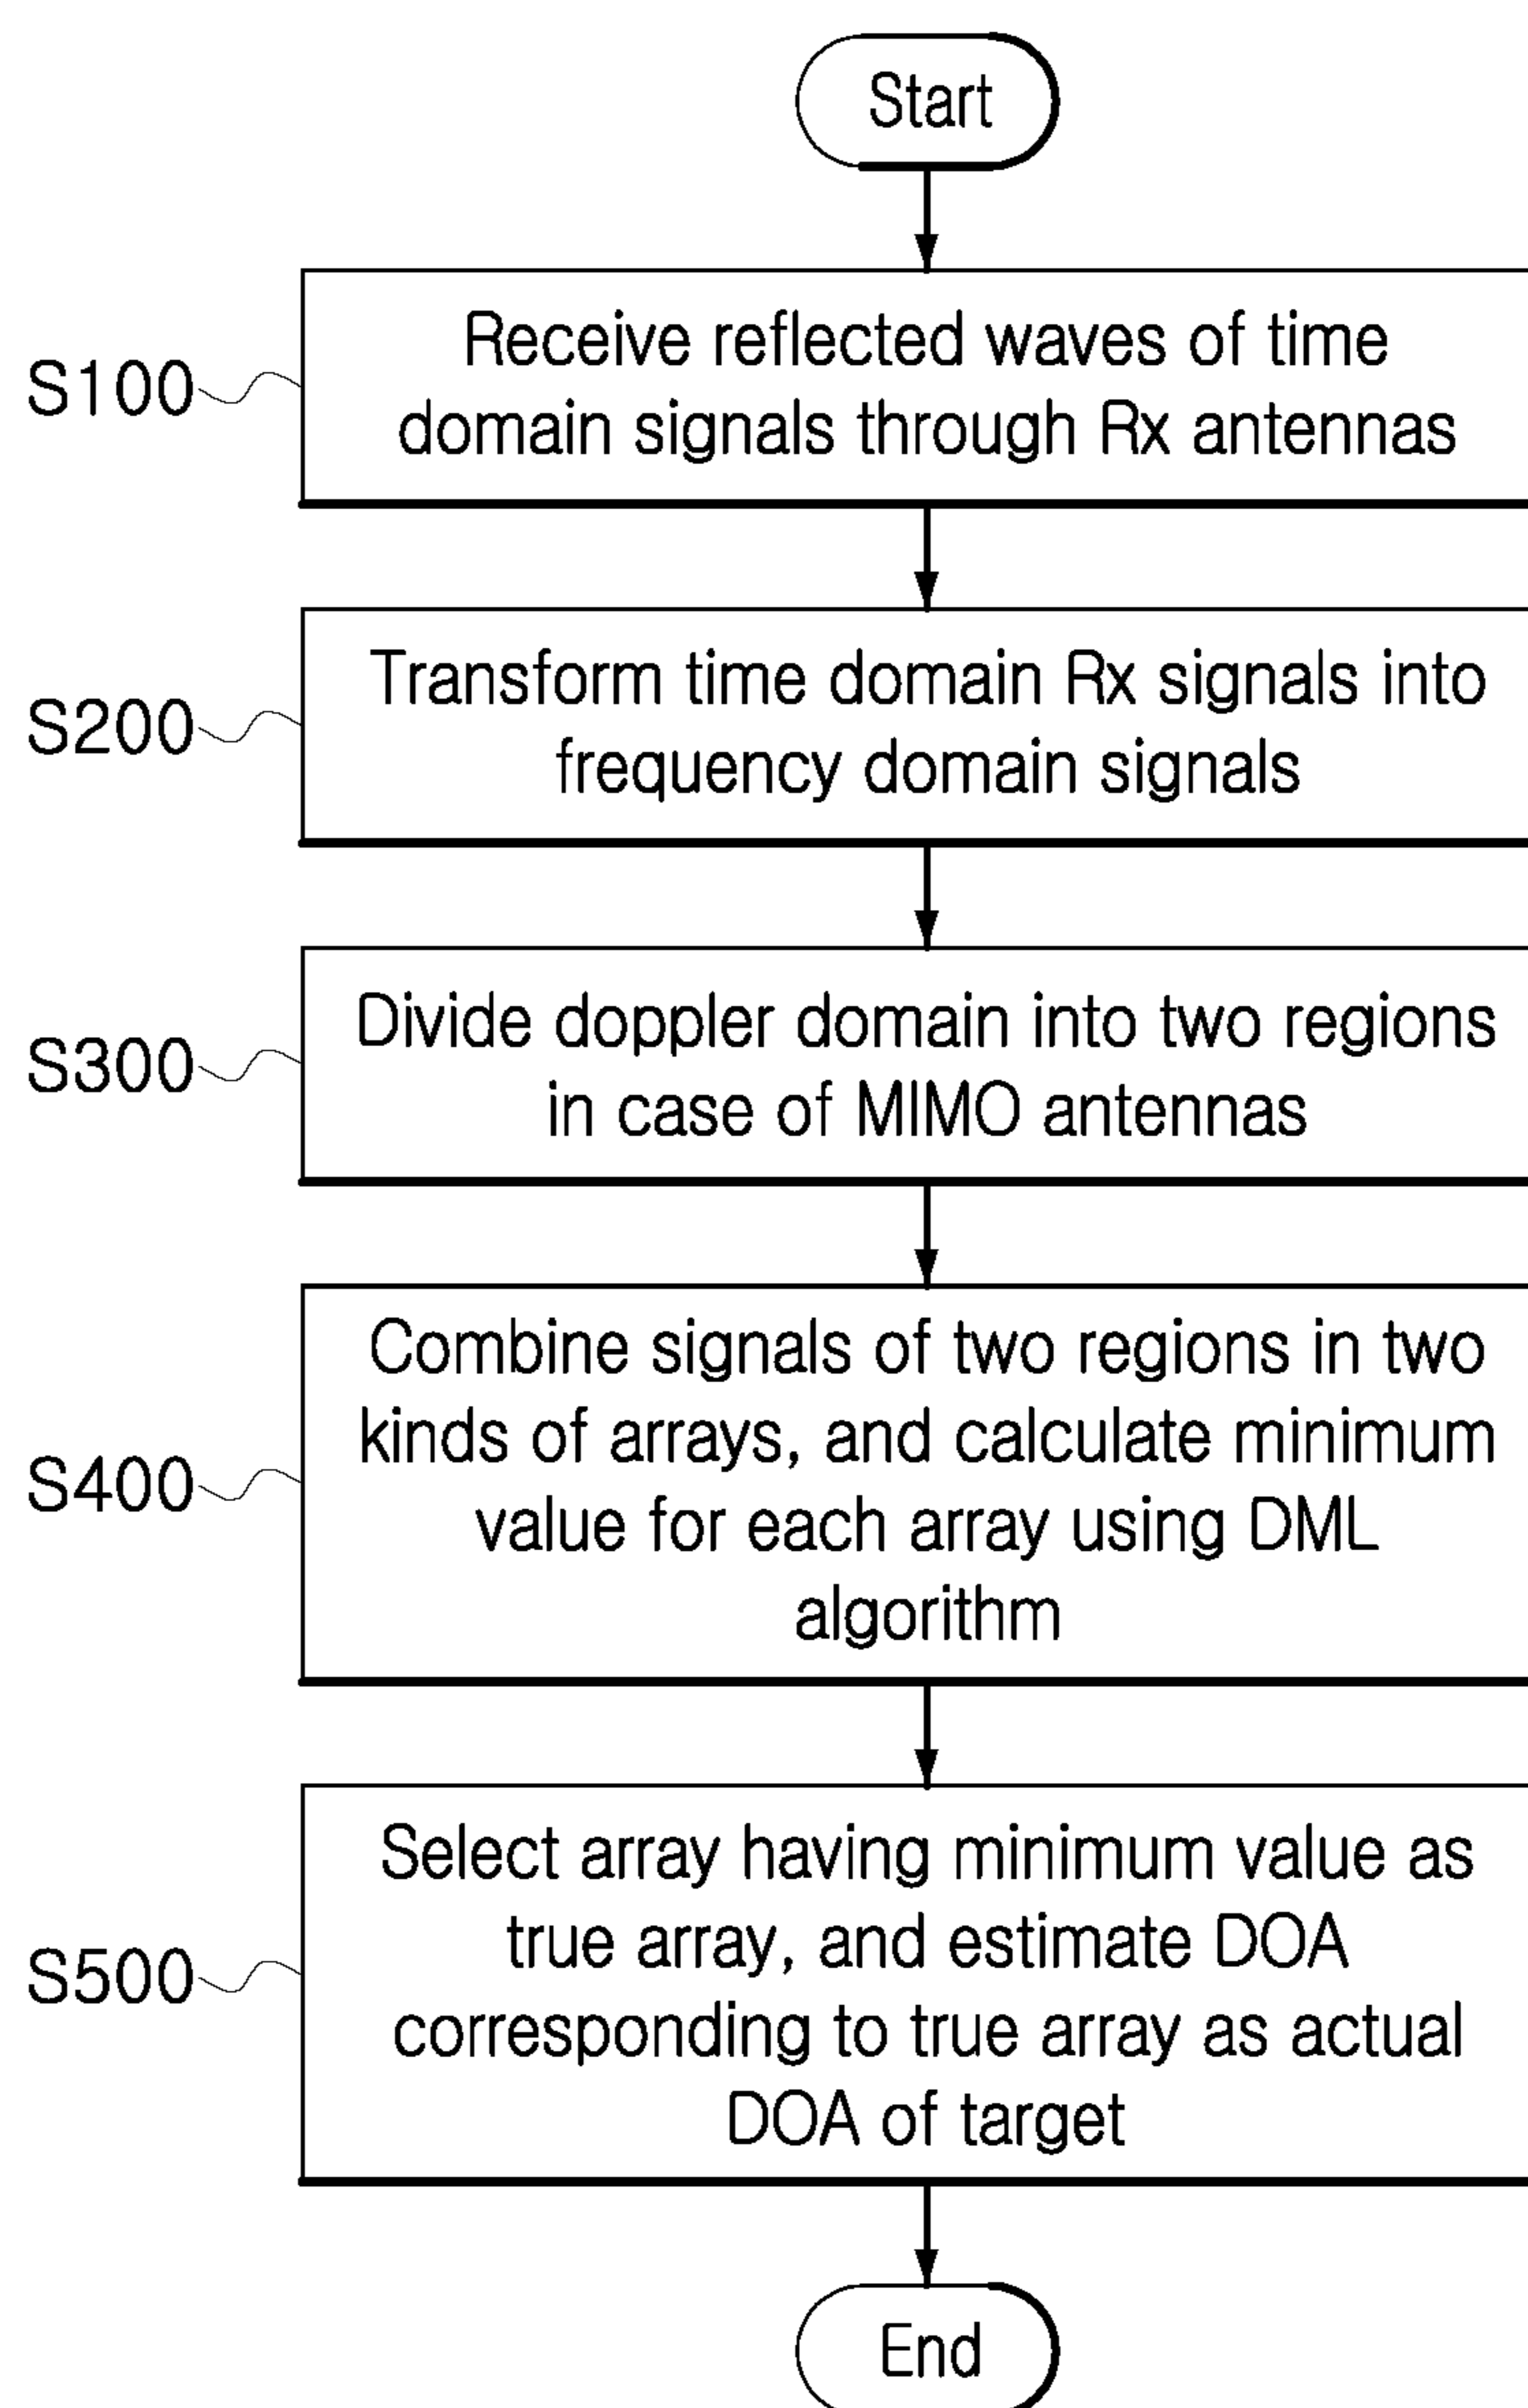 Start
S100
Receive reflected waves of time
domain signals through Rx antennas
S200
Transform time domain Rx signals into
frequency domain signals
S300
Divide doppler domain into two regions
in case of MIMO antennas
S400
Combine signals of two regions in two
kinds of arrays, and calculate minimum
value for each array using DML
algorithm
S500
Select array having minimum value as
true array, and estimate DOA
corresponding to true array as actual
DOA of target
End